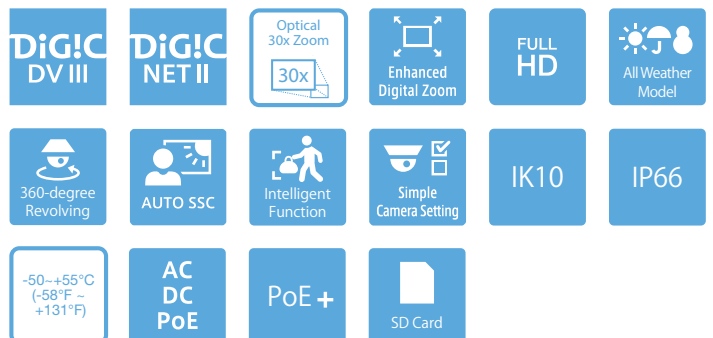 DiG!C
DV III
DiG!C
NET II
Optical
30x Zoom
30x
Enhanced
Digital Zoom
FULL
HD
All Weather
Model
360-degree
Revolving
AUTO SSC
Intelligent
Function
Simple
Camera Setting
IK10
IP66
-50~+55°C
(-58°F ~
+131°F)
AC
DC
PoE
PoE+
SD Card